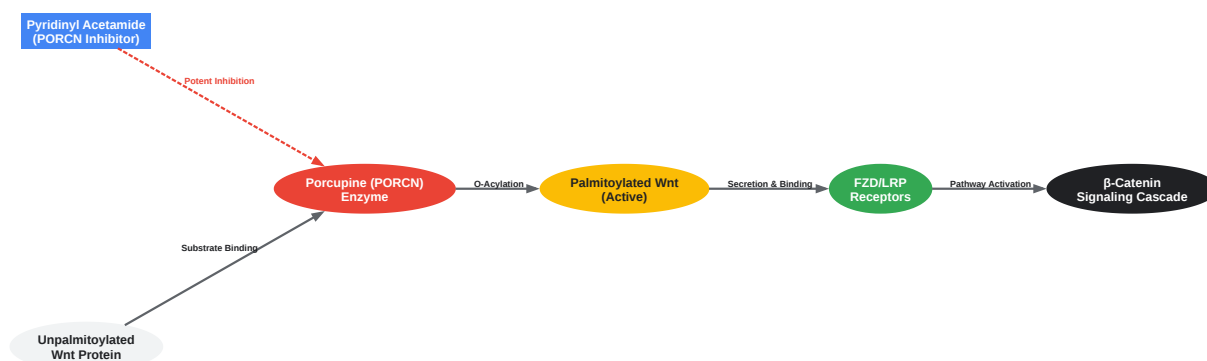 Pyridinyl Acetamide
(PORCN Inhibitor)
Potent Inhibition
Porcupine (PORCN)
Enzyme
O-Acylation
Palmitoylated Wnt
(Active)
Secretion & Binding
FZD/LRP
Receptors
Pathway Activation
β-Catenin
Signaling Cascade
Substrate Binding
Unpalmitoylated
Wnt Protein